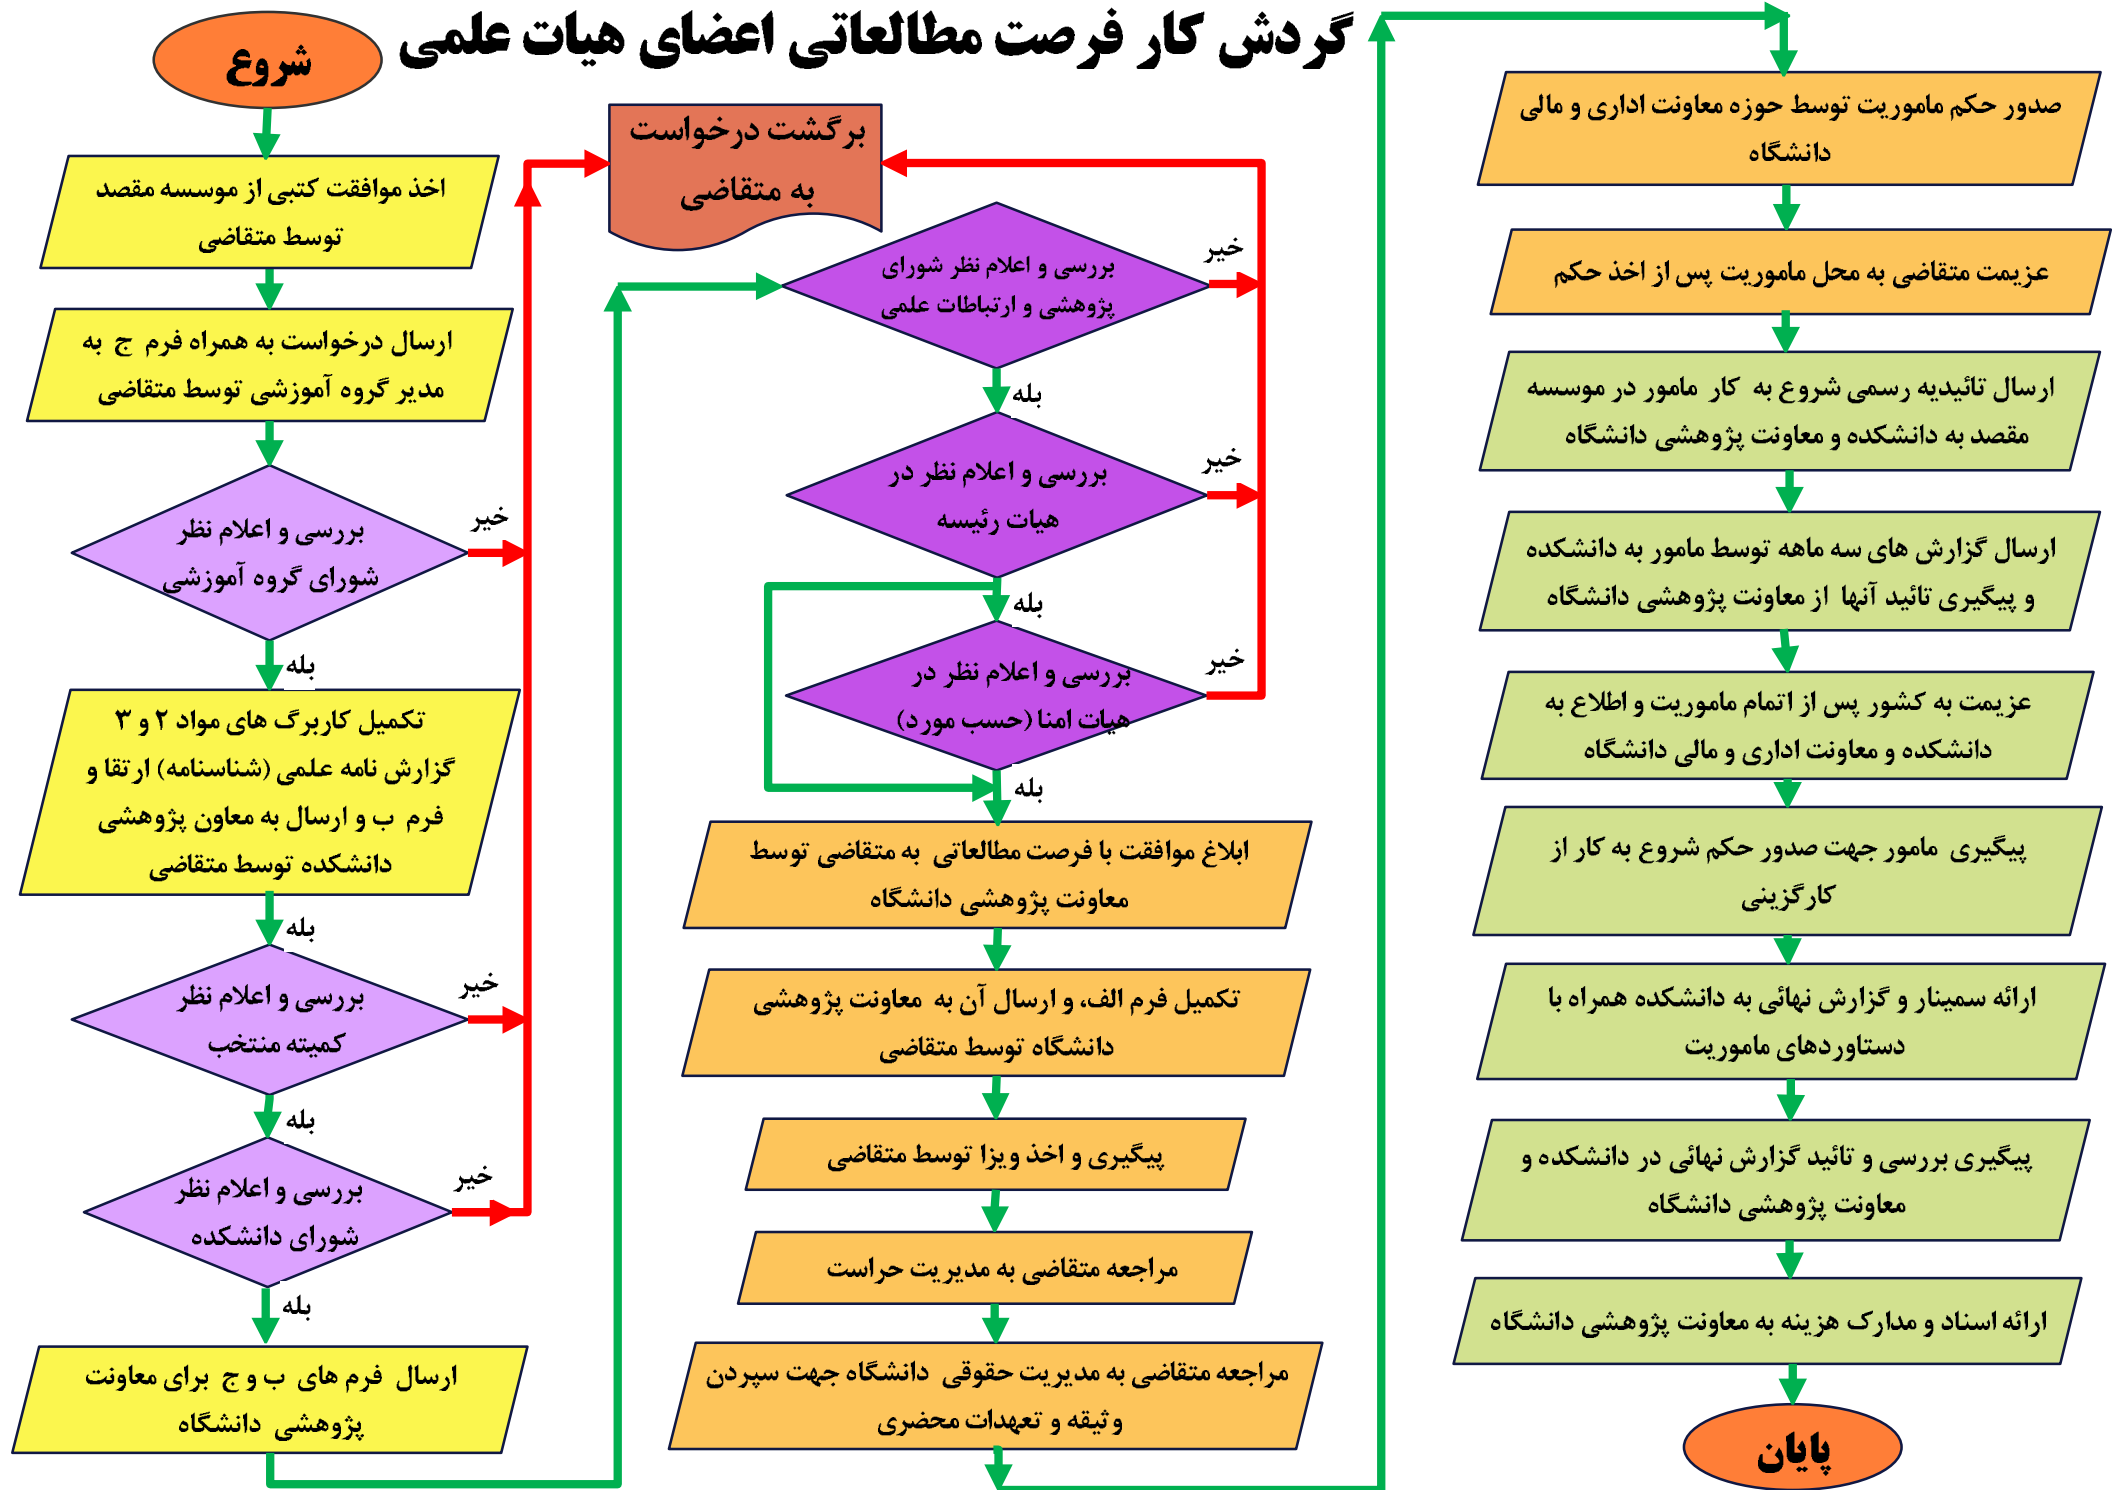 گردش کار فرصت مطالعاتی اعضای هیات علمی
شروع
اخذ موافقت کتبی از موسسه مقصد
توسط متقاضی
ارسال درخواست به همراه فرم ج به
مدیر گروه آموزشی توسط متقاضی
بررسی و اعلام نظر
شورای گروه آموزشی
خیر
بله
تکمیل کاربرگ های مواد ۲ و ۳
گزارش نامه علمی (شناسنامه) ارتقا و
فرم ب و ارسال به معاون پژوهشی
دانشکده توسط متقاضی
بله
بررسی و اعلام نظر
کمیته منتخب
خیر
بله
بررسی و اعلام نظر
شورای دانشکده
خیر
بله
ارسال فرم های ب و ج برای معاونت
پژوهشی دانشگاه
برگشت درخواست
به متقاضی
بررسی و اعلام نظر شورای
پژوهشی و ارتباطات علمی
خیر
بله
بررسی و اعلام نظر در
هیات رئیسه
خیر
بله
بررسی و اعلام نظر در
هیات امنا (حسب مورد)
خیر
بله
ابلاغ موافقت با فرصت مطالعاتی به متقاضی توسط
معاونت پژوهشی دانشگاه
تکمیل فرم الف، و ارسال آن به معاونت پژوهشی
دانشگاه توسط متقاضی
پیگیری و اخذ ویزا توسط متقاضی
مراجعه متقاضی به مدیریت حراست
مراجعه متقاضی به مدیریت حقوقی دانشگاه جهت سپردن
وثیقه و تعهدات محضری
صدور حکم ماموریت توسط حوزه معاونت اداری و مالی
دانشگاه
عزیمت متقاضی به محل ماموریت پس از اخذ حکم
ارسال تائیدیه رسمی شروع به کار مامور در موسسه
مقصد به دانشکده و معاونت پژوهشی دانشگاه
ارسال گزارش های سه ماهه توسط مامور به دانشکده
و پیگیری تائید آنها از معاونت پژوهشی دانشگاه
عزیمت به کشور پس از اتمام ماموریت و اطلاع به
دانشکده و معاونت اداری و مالی دانشگاه
پیگیری مامور جهت صدور حکم شروع به کار از
کارگزینی
ارائه سمینار و گزارش نهائی به دانشکده همراه با
دستاوردهای ماموریت
پیگیری بررسی و تائید گزارش نهائی در دانشکده و
معاونت پژوهشی دانشگاه
ارائه اسناد و مدارک هزینه به معاونت پژوهشی دانشگاه
پایان